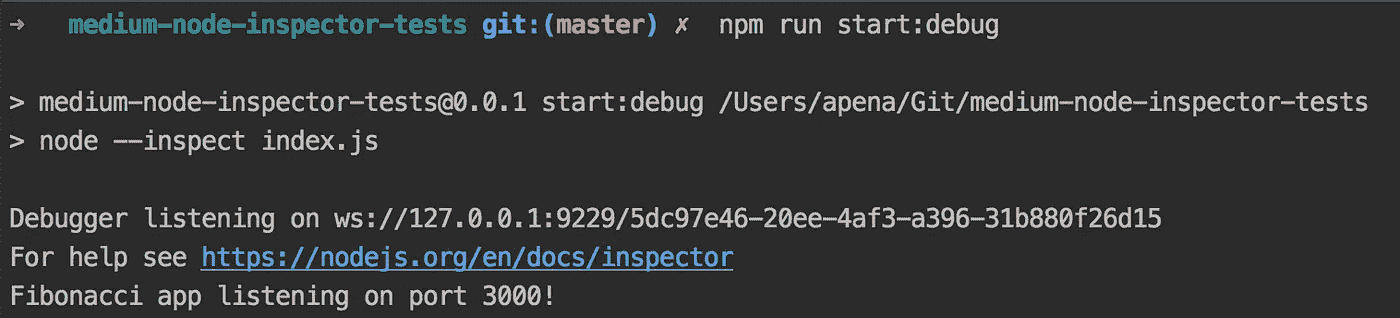 → medium-node-inspector-tests git:(master) ✗ npm run start:debug
> medium-node-inspector-tests@0.0.1 start:debug /Users/apena/Git/medium-node-inspector-tests
> node --inspect index.js
Debugger listening on ws://127.0.0.1:9229/5dc97e46-20ee-4af3-a396-31b880f26d15
For help see https://nodejs.org/en/docs/inspector
Fibonacci app listening on port 3000!